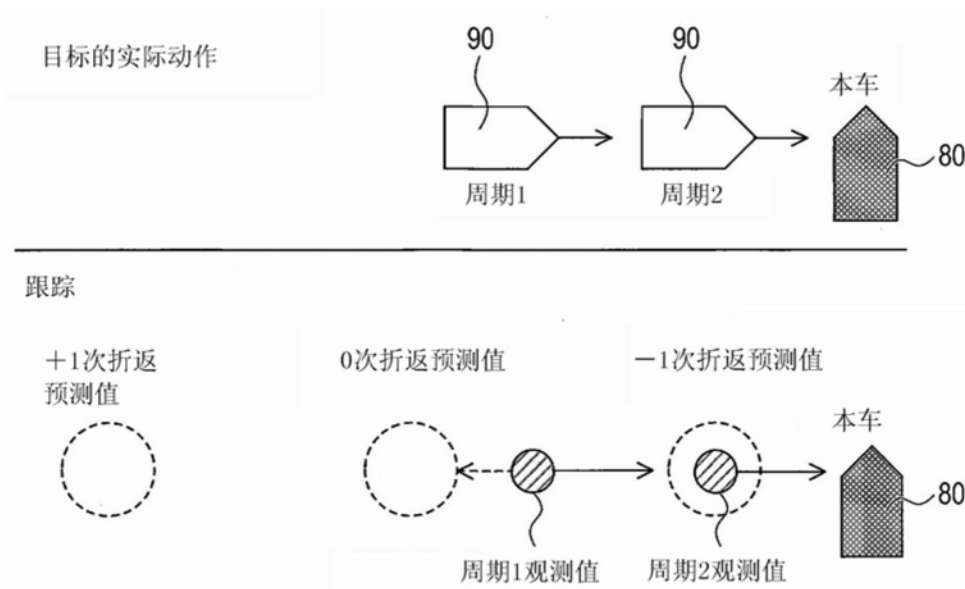 目标的实际动作
90
90
本车
80
周期1
周期2
跟踪
＋1次折返
预测值
0次折返预测值
－1次折返预测值
本车
80
周期1观测值
周期2观测值